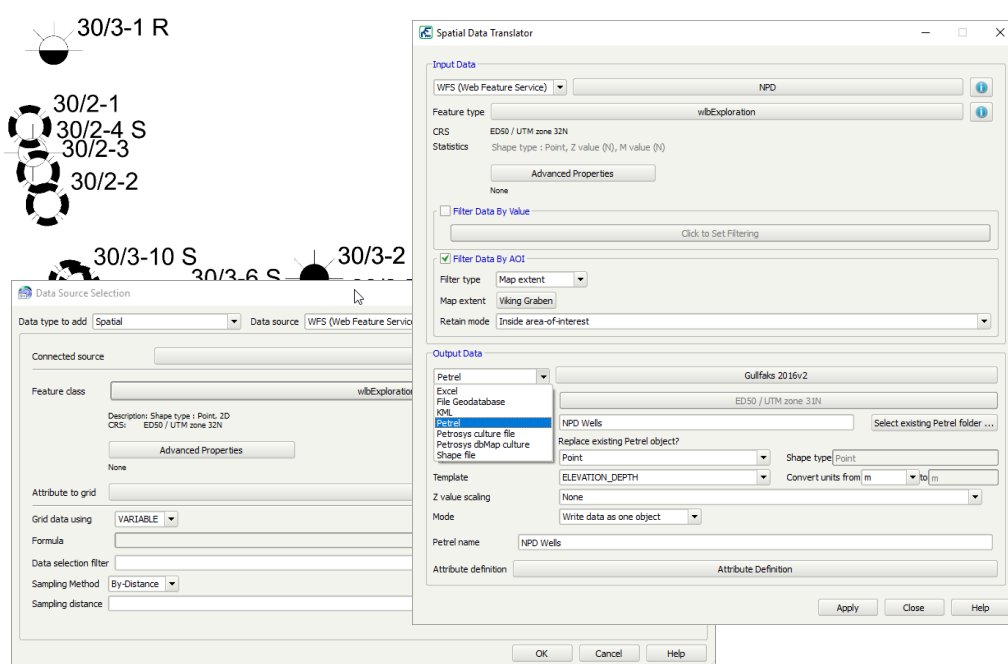 30/3-1 R
30/2-1
30/2-4 S
30/2-3
30/2-2
30/3-10 S
30/3-2
30/3-6 S
Data Source Selection
Data type to add Spatial Data source WFS (Web Feature Servic
Connected source
Feature class wlbExploratio
Description: Shape type : Point, 2D
CRS: ED50 / UTM zone 32N
Advanced Properties
None
Attribute to grid
Grid data using VARIABLE
Formula
Data selection filter
Sampling Method By-Distance
Sampling distance
OK Cancel Help
Spatial Data Translator
Input Data
WFS (Web Feature Service) NPD
Feature type wlbExploration
CRS ED50 / UTM zone 32N
Statistics Shape type : Point, Z value (N), M value (N)
Advanced Properties
None
Filter Data By Value
Click to Set Filtering
Filter Data By AOI
Filter type Map extent
Map extent Viking Graben
Retain mode Inside area-of-interest
Output Data
Petrel Gullfaks 2016v2
Excel
File Geodatabase
KML
Petrel
Petrosys culture file
Petrosys dbMap culture
Shape file
ED50 / UTM zone 31N
NPD Wells Select existing Petrel folder ...
Replace existing Petrel object?
Point Shape type Point
Template ELEVATION_DEPTH Convert units from m to m
Z value scaling None
Mode Write data as one object
Petrel name NPD Wells
Attribute definition Attribute Definition
Apply Close Help